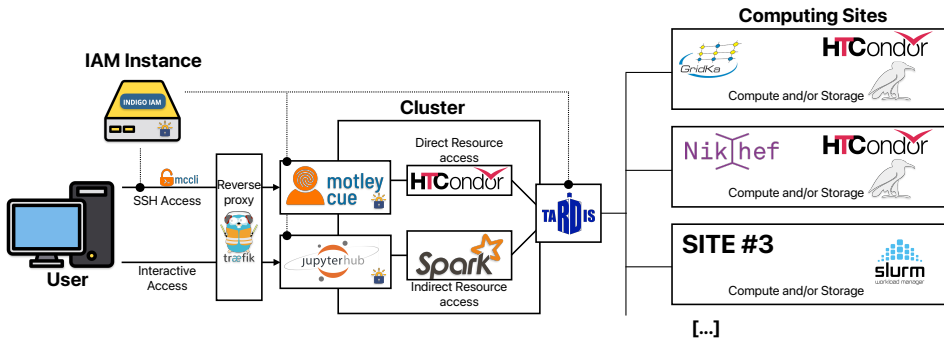 Computing Sites
IAM Instance
INDIGO IAM
Cluster
GridKa
HTCondor
Compute and/or Storage
mccli
SSH Access
Reverse
proxy
træfik
motley
cue
Direct Resource
access
HTCondor
TARDIS
Nikhef
HTCondor
Compute and/or Storage
User
Interactive
Access
jupyterhub
Spark
Indirect Resource
access
SITE #3
slurm
workload manager
Compute and/or Storage
[...]